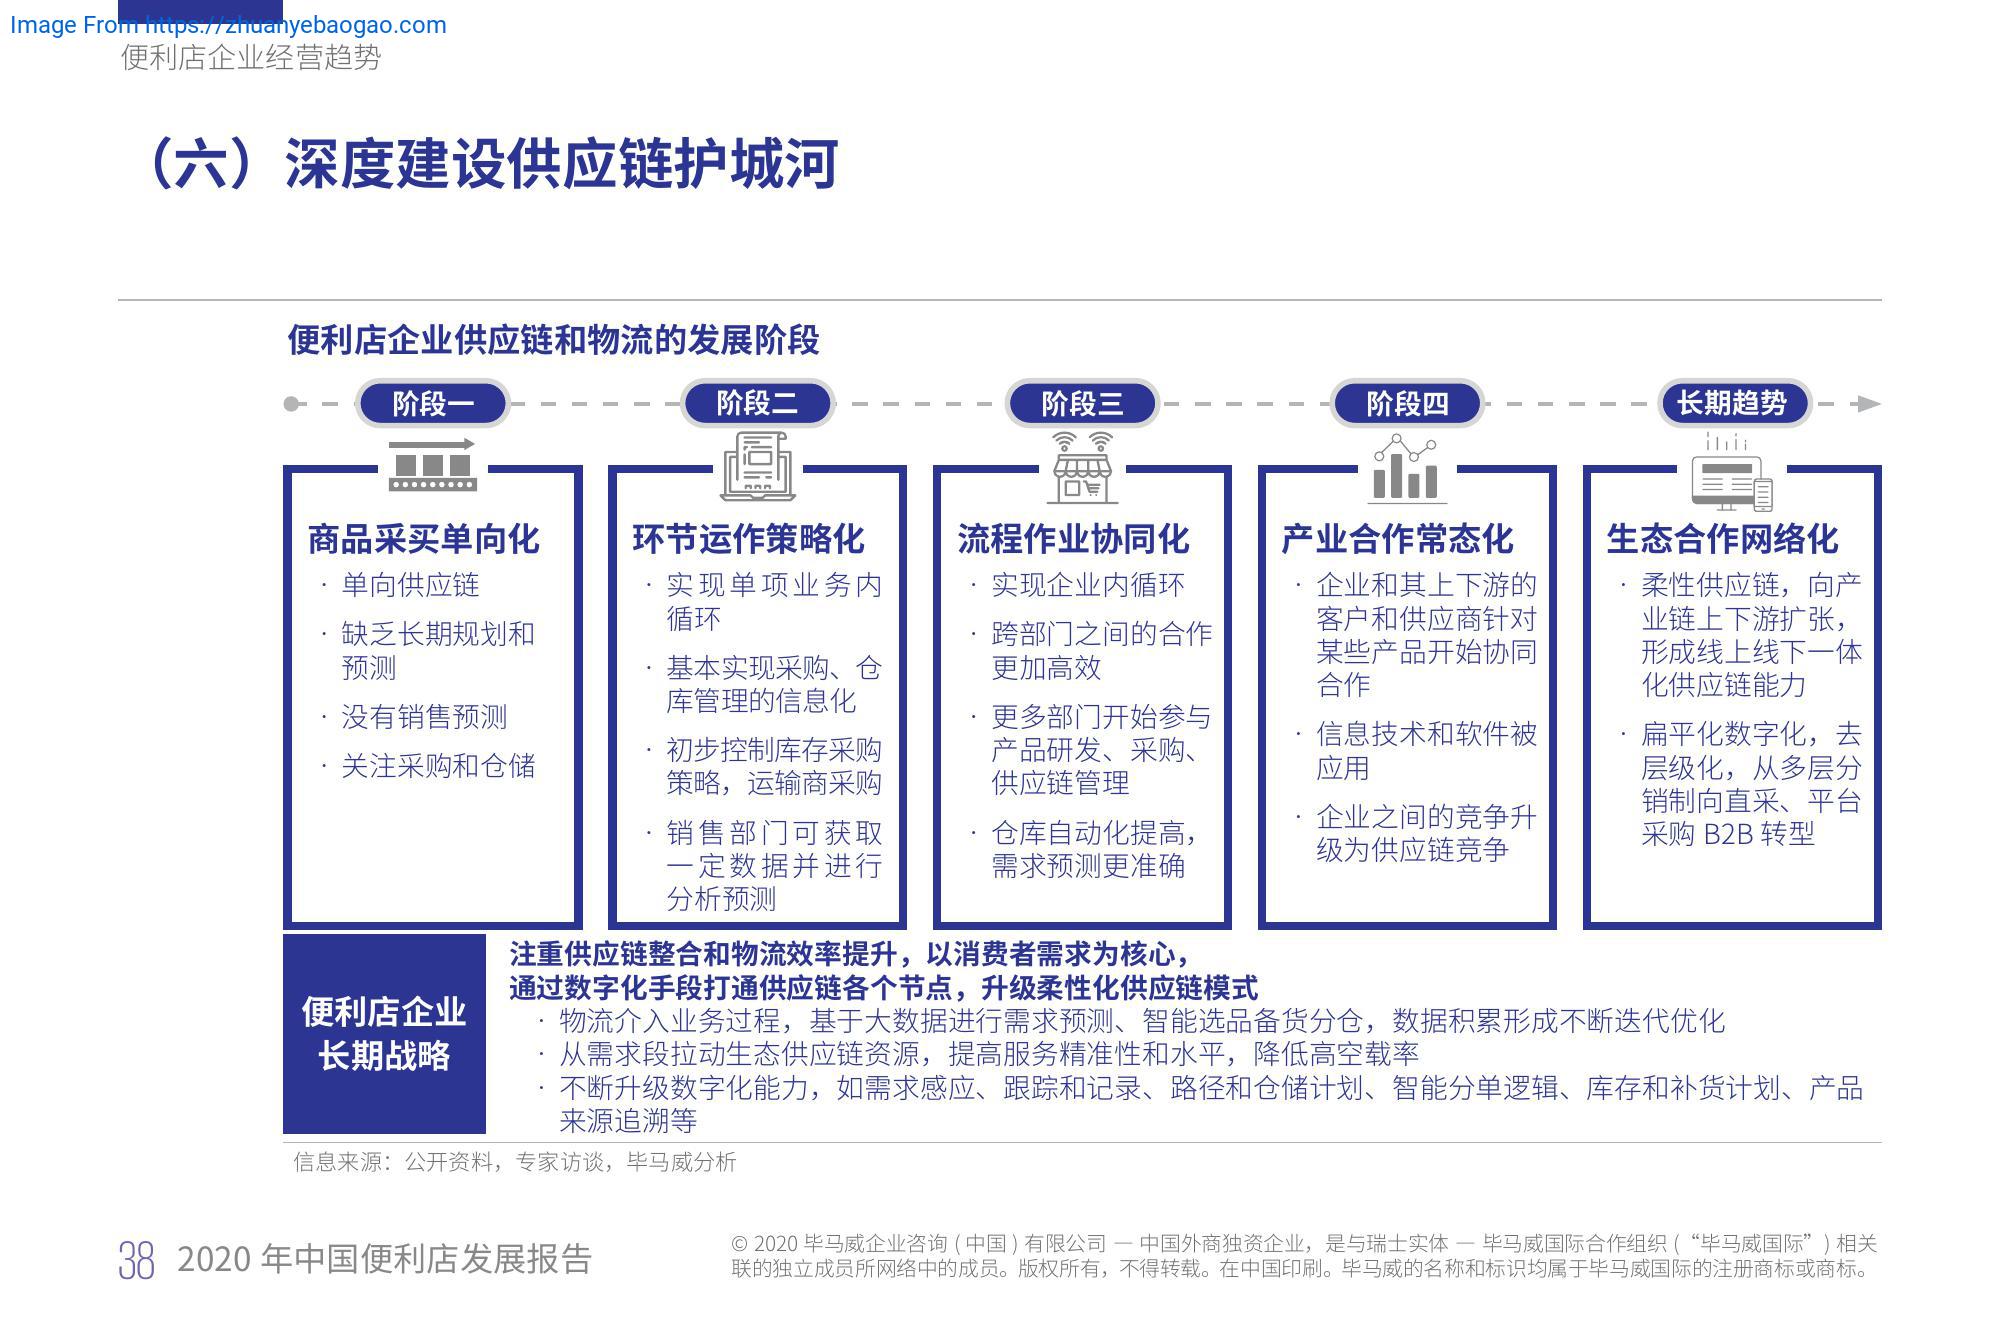 Image From https://zhuanyebaogao.com
便利店企业经营趋势
（六）深度建设供应链护城河
便利店企业供应链和物流的发展阶段
阶段一
阶段二
阶段三
阶段四
长期趋势
商品采买单向化
· 单向供应链
· 缺乏长期规划和
预测
· 没有销售预测
· 关注采购和仓储
环节运作策略化
· 实现单项业务内
循环
· 基本实现采购、仓
库管理的信息化
· 初步控制库存采购
策略，运输商采购
· 销售部门可获取
一定数据并进行
分析预测
流程作业协同化
· 实现企业内循环
· 跨部门之间的合作
更加高效
· 更多部门开始参与
产品研发、采购、
供应链管理
· 仓库自动化提高，
需求预测更准确
产业合作常态化
· 企业和其上下游的
客户和供应商针对
某些产品开始协同
合作
· 信息技术和软件被
应用
· 企业之间的竞争升
级为供应链竞争
生态合作网络化
· 柔性供应链，向产
业链上下游扩张，
形成线上线下一体
化供应链能力
· 扁平化数字化，去
层级化，从多层分
销制向直采、平台
采购 B2B 转型
便利店企业
长期战略
注重供应链整合和物流效率提升，以消费者需求为核心，
通过数字化手段打通供应链各个节点，升级柔性化供应链模式
· 物流介入业务过程，基于大数据进行需求预测、智能选品备货分仓，数据积累形成不断迭代优化
· 从需求段拉动生态供应链资源，提高服务精准性和水平，降低高空载率
· 不断升级数字化能力，如需求感应、跟踪和记录、路径和仓储计划、智能分单逻辑、库存和补货计划、产品
来源追溯等
信息来源：公开资料，专家访谈，毕马威分析
38 2020 年中国便利店发展报告
© 2020 毕马威企业咨询 ( 中国 ) 有限公司 — 中国外商独资企业，是与瑞士实体 — 毕马威国际合作组织 (“毕马威国际”) 相关
联的独立成员所网络中的成员。版权所有，不得转载。在中国印刷。毕马威的名称和标识均属于毕马威国际的注册商标或商标。